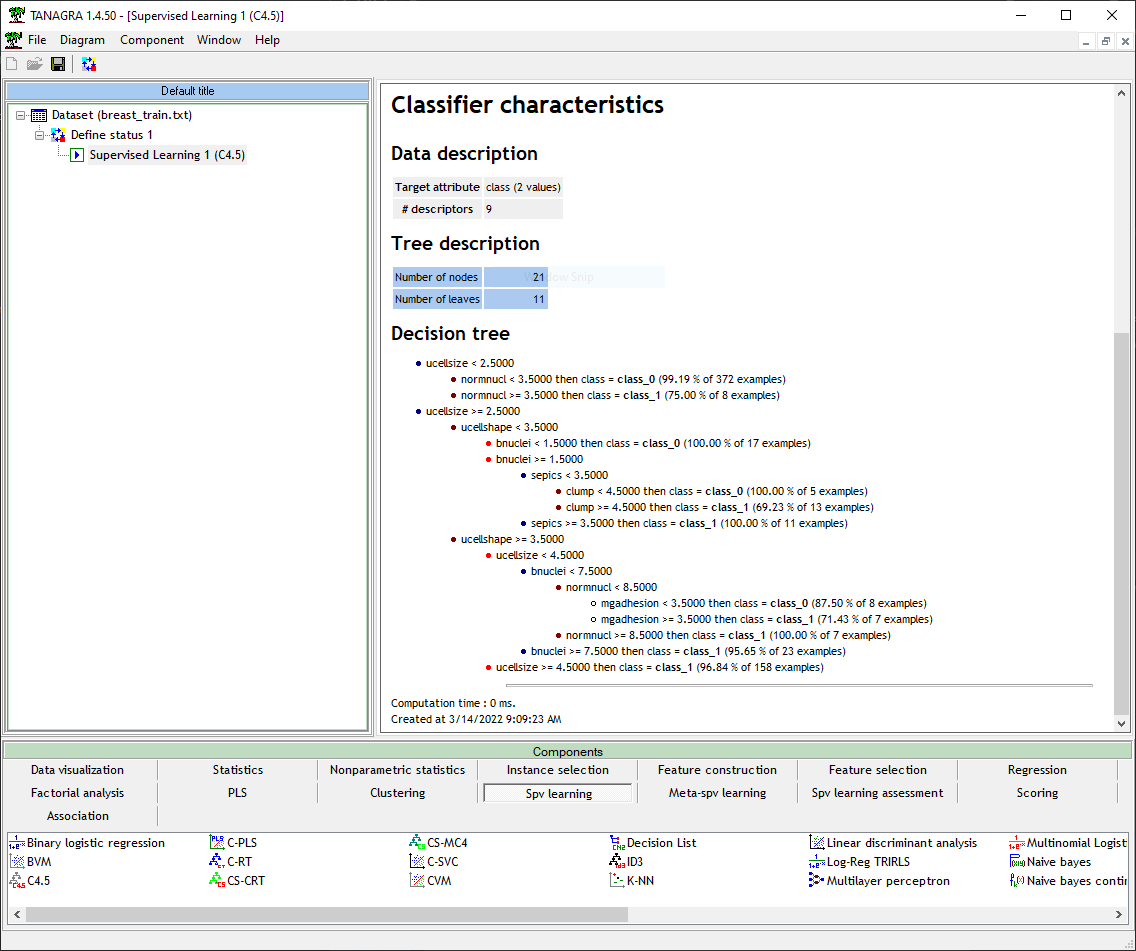 TANAGRA 1.4.50 - [Supervised Learning 1 (C4.5)]
File Diagram Component Window Help
Default title
Dataset (breast_train.txt)
Define status 1
Supervised Learning 1 (C4.5)
Classifier characteristics
Data description
Target attribute class (2 values)
# descriptors 9
Tree description
Number of nodes 21
Window Snip
Number of leaves 11
Decision tree
ucellsize < 2.5000
normnucl < 3.5000 then class = class_0 (99.19 % of 372 examples)
normnucl >= 3.5000 then class = class_1 (75.00 % of 8 examples)
ucellsize >= 2.5000
ucellshape < 3.5000
bnuclei < 1.5000 then class = class_0 (100.00 % of 17 examples)
bnuclei >= 1.5000
sepics < 3.5000
clump < 4.5000 then class = class_0 (100.00 % of 5 examples)
clump >= 4.5000 then class = class_1 (69.23 % of 13 examples)
sepics >= 3.5000 then class = class_1 (100.00 % of 11 examples)
ucellshape >= 3.5000
ucellsize < 4.5000
bnuclei < 7.5000
normnucl < 8.5000
mgadhesion < 3.5000 then class = class_0 (87.50 % of 8 examples)
mgadhesion >= 3.5000 then class = class_1 (71.43 % of 7 examples)
normnucl >= 8.5000 then class = class_1 (100.00 % of 7 examples)
bnuclei >= 7.5000 then class = class_1 (95.65 % of 23 examples)
ucellsize >= 4.5000 then class = class_1 (96.84 % of 158 examples)
Computation time : 0 ms.
Created at 3/14/2022 9:09:23 AM
Components
Data visualization Statistics Nonparametric statistics Instance selection Feature construction Feature selection Regression
Factorial analysis PLS Clustering Spv learning Meta-spv learning Spv learning assessment Scoring
Association
Binary logistic regression C-PLS CS-MC4 Decision List Linear discriminant analysis Multinomial Logist
BVM C-RT C-SVC ID3 Log-Reg TRIRLS Naive bayes
C4.5 CS-CRT CVM K-NN Multilayer perceptron Naive bayes contin